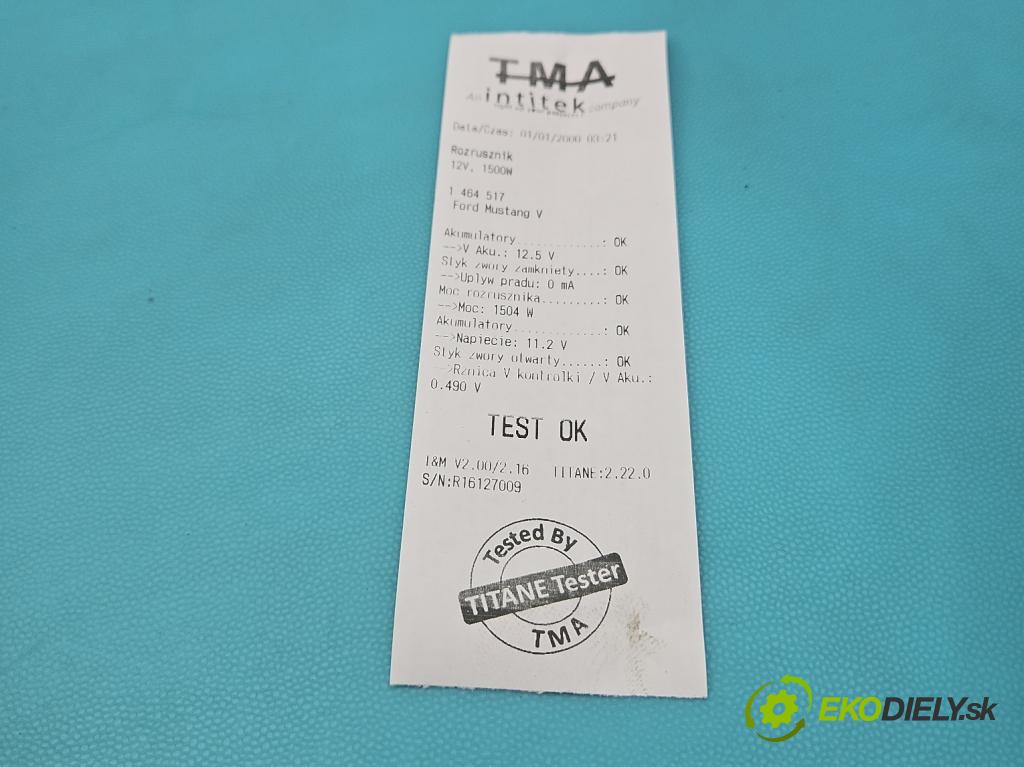 TMA
An intitek company
Data/Czas: 01/01/2000 03:21
Rozrusznik
12V, 1500W
1 464 517
Ford Mustang V
Akumulatory............: OK
-->V Aku.: 12.5 V
Styk zwory zamkniety....: OK
-->Uplyw pradu: 0 mA
Moc rozrusznika.........: OK
-->Moc: 1504 W
Akumulatory............: OK
-->Napiecie: 11.2 V
Styk zwory otwarty......: OK
-->Rznica V kontrolki / V Aku.:
0.490 V
TEST OK
I&M V2.00/2.16 TITANE:2.22.0
S/N:R16127009
Tested By
TITANE Tester
TMA
EKODIELY.sk